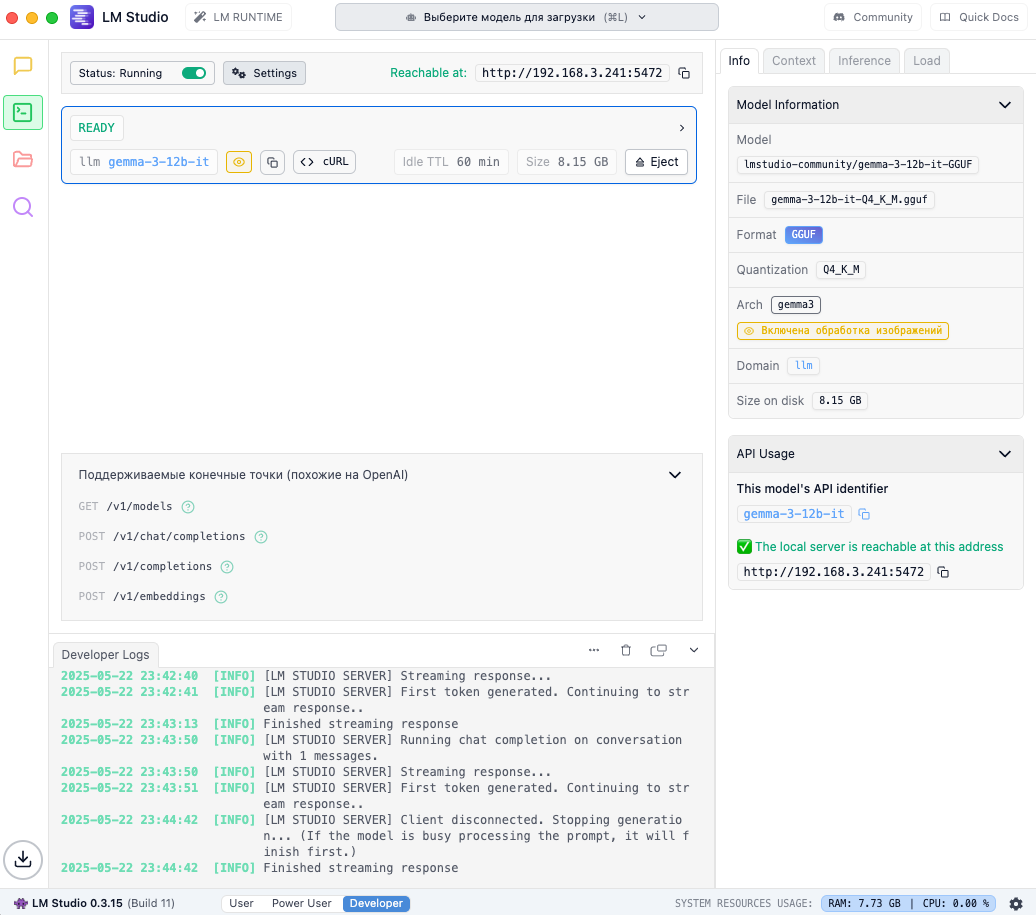 LM Studio
LM RUNTIME
Выберите модель для загрузки (⌘L)
Community
Quick Docs
Status: Running
Settings
Reachable at: http://192.168.3.241:5472
READY
llm gemma-3-12b-it
cURL
Idle TTL 60 min
Size 8.15 GB
Eject
Поддерживаемые конечные точки (похожие на OpenAI)
GET /v1/models
POST /v1/chat/completions
POST /v1/completions
POST /v1/embeddings
Developer Logs
2025-05-22 23:42:40 [INFO] [LM STUDIO SERVER] Streaming response...
2025-05-22 23:42:41 [INFO] [LM STUDIO SERVER] First token generated. Continuing to str
eam response..
2025-05-22 23:43:13 [INFO] Finished streaming response
2025-05-22 23:43:50 [INFO] [LM STUDIO SERVER] Running chat completion on conversation
with 1 messages.
2025-05-22 23:43:50 [INFO] [LM STUDIO SERVER] Streaming response...
2025-05-22 23:43:51 [INFO] [LM STUDIO SERVER] First token generated. Continuing to str
eam response..
2025-05-22 23:44:42 [INFO] [LM STUDIO SERVER] Client disconnected. Stopping generatio
n... (If the model is busy processing the prompt, it will f
inish first.)
2025-05-22 23:44:42 [INFO] Finished streaming response
Info
Context
Inference
Load
Model Information
Model
lmstudio-community/gemma-3-12b-it-GGUF
File gemma-3-12b-it-Q4_K_M.gguf
Format GGUF
Quantization Q4_K_M
Arch gemma3
Включена обработка изображений
Domain llm
Size on disk 8.15 GB
API Usage
This model's API identifier
gemma-3-12b-it
The local server is reachable at this address
http://192.168.3.241:5472
LM Studio 0.3.15 (Build 11)
User
Power User
Developer
SYSTEM RESOURCES USAGE:
RAM: 7.73 GB | CPU: 0.00 %